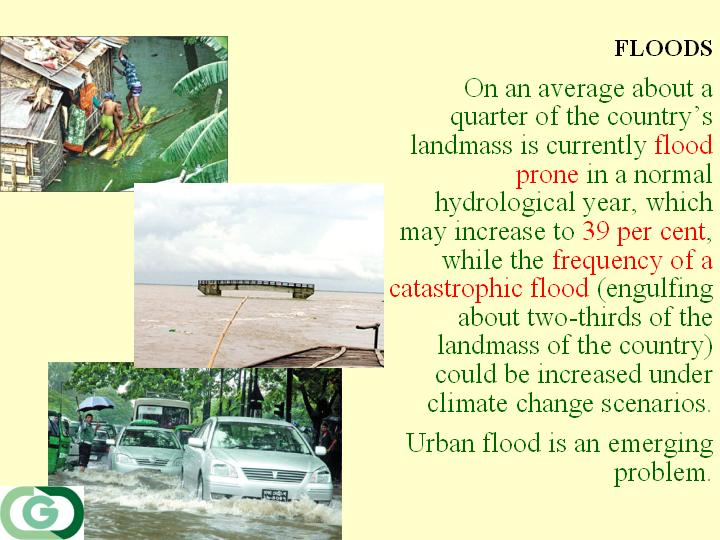 FLOODS
On an average about a
quarter of the country's
landmass is currently flood
prone in a normal
hydrological year, which
may increase to 39 per cent,
while the frequency of a
catastrophic flood (engulfing
about two-thirds of the
landmass of the country)
could be increased under
climate change scenarios.
Urban flood is an emerging
problem.
G